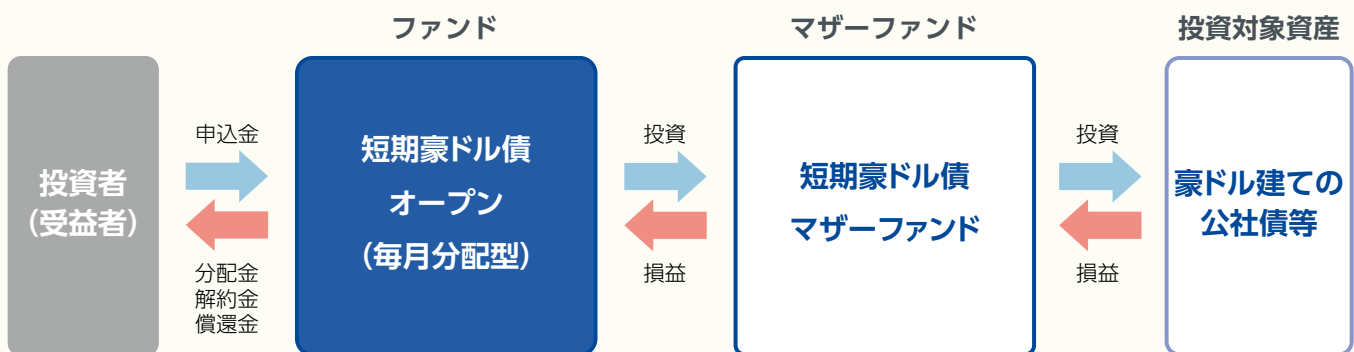 ファンド
マザーファンド
投資対象資産
投資者
(受益者)
申込金
分配金
解約金
償還金
短期豪ドル債
オープン
(毎月分配型)
投資
損益
短期豪ドル債
マザーファンド
投資
損益
豪ドル建ての
公社債等